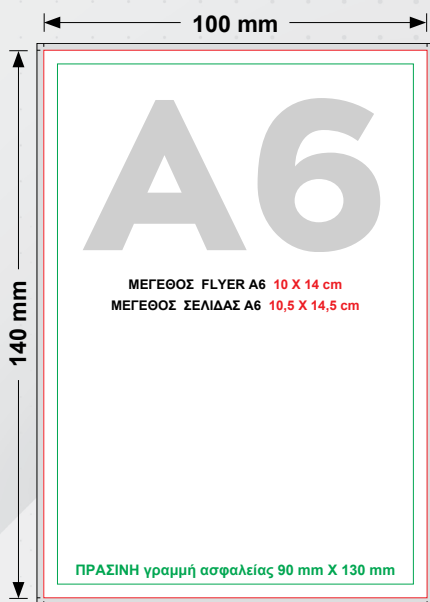 100 mm
140 mm
A6
ΜΕΓΕΘΟΣ FLYER A6 10 X 14 cm
ΜΕΓΕΘΟΣ ΣΕΛΙΔΑΣ A6 10,5 X 14,5 cm
ΠΡΑΣΙΝΗ γραμμή ασφαλείας 90 mm X 130 mm